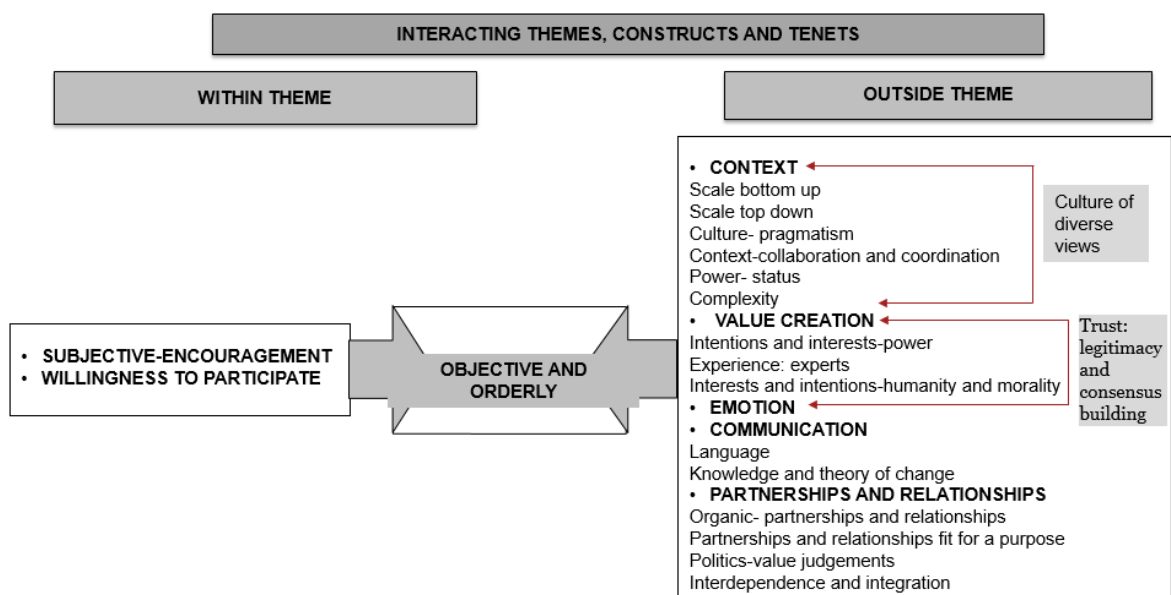 INTERACTING THEMES, CONSTRUCTS AND TENETS
WITHIN THEME
OUTSIDE THEME
• SUBJECTIVE-ENCOURAGEMENT
• WILLINGNESS TO PARTICIPATE
OBJECTIVE AND
ORDERLY
• CONTEXT
Scale bottom up
Scale top down
Culture- pragmatism
Context-collaboration and coordination
Power- status
Complexity
• VALUE CREATION
Intentions and interests-power
Experience: experts
Interests and intentions-humanity and morality
• EMOTION
• COMMUNICATION
Language
Knowledge and theory of change
• PARTNERSHIPS AND RELATIONSHIPS
Organic- partnerships and relationships
Partnerships and relationships fit for a purpose
Politics-value judgements
Interdependence and integration
Culture of
diverse
views
Trust:
legitimacy
and
consensus
building